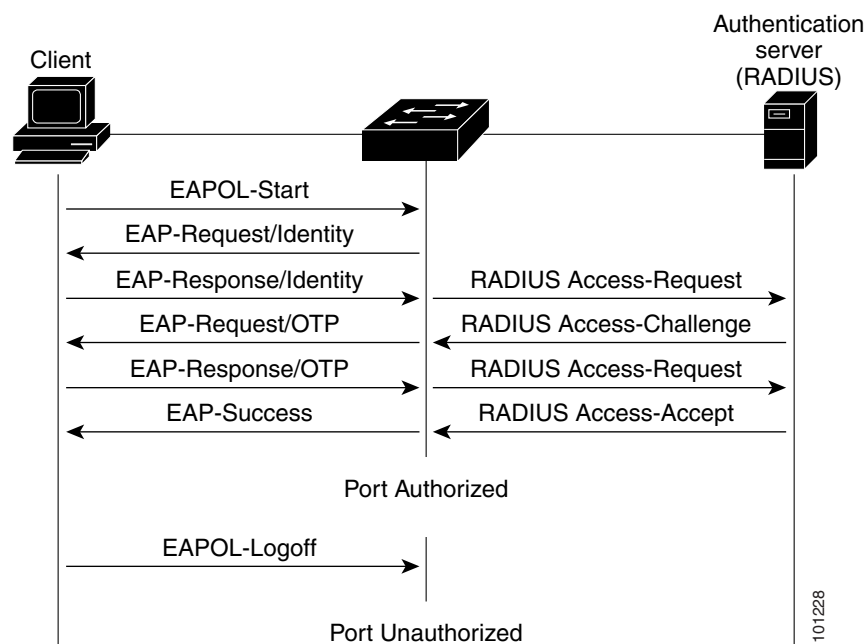 Client
Authentication
server
(RADIUS)
EAPOL-Start
EAP-Request/Identity
EAP-Response/Identity
RADIUS Access-Request
EAP-Request/OTP
RADIUS Access-Challenge
EAP-Response/OTP
RADIUS Access-Request
EAP-Success
RADIUS Access-Accept
Port Authorized
EAPOL-Logoff
Port Unauthorized
101228